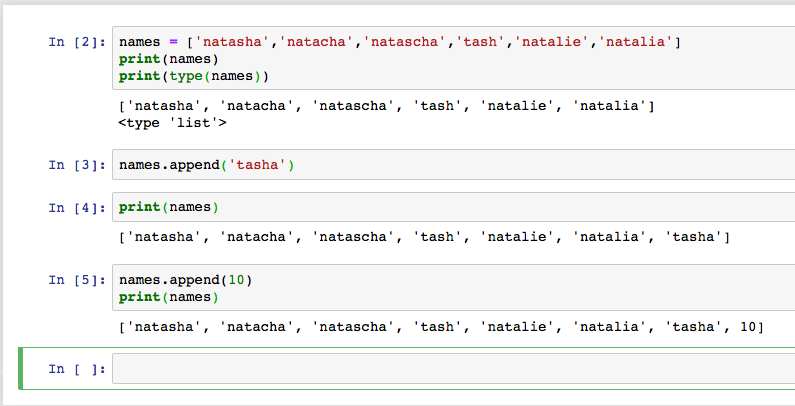 In [2]: names = ['natasha','natacha','natascha','tash','natalie','natalia']
print(names)
print(type(names))
['natasha', 'natacha', 'natascha', 'tash', 'natalie', 'natalia']
<type 'list'>
In [3]: names.append('tasha')
In [4]: print(names)
['natasha', 'natacha', 'natascha', 'tash', 'natalie', 'natalia', 'tasha']
In [5]: names.append(10)
print(names)
['natasha', 'natacha', 'natascha', 'tash', 'natalie', 'natalia', 'tasha', 10]
In [ ]: